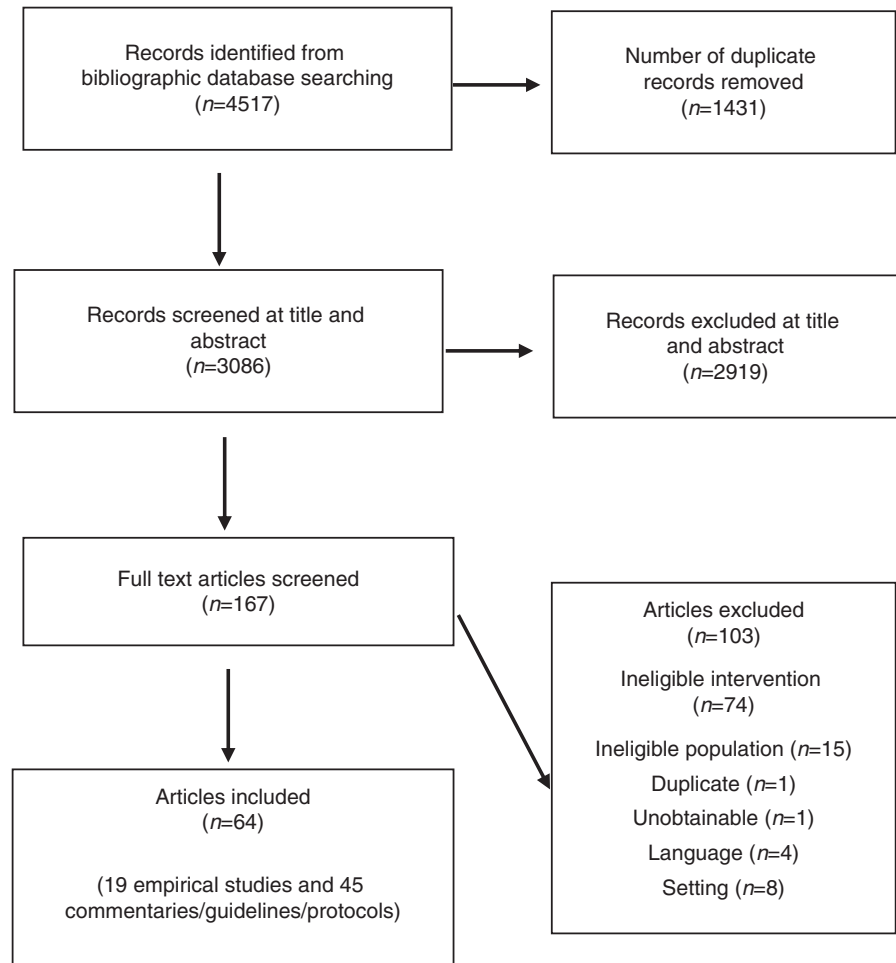 Records identified from
bibliographic database searching
(n=4517)
Number of duplicate
records removed
(n=1431)
Records screened at title and
abstract
(n=3086)
Records excluded at title
and abstract
(n=2919)
Full text articles screened
(n=167)
Articles excluded
(n=103)
Ineligible intervention
(n=74)
Ineligible population (n=15)
Duplicate (n=1)
Unobtainable (n=1)
Language (n=4)
Setting (n=8)
Articles included
(n=64)
(19 empirical studies and 45
commentaries/guidelines/protocols)